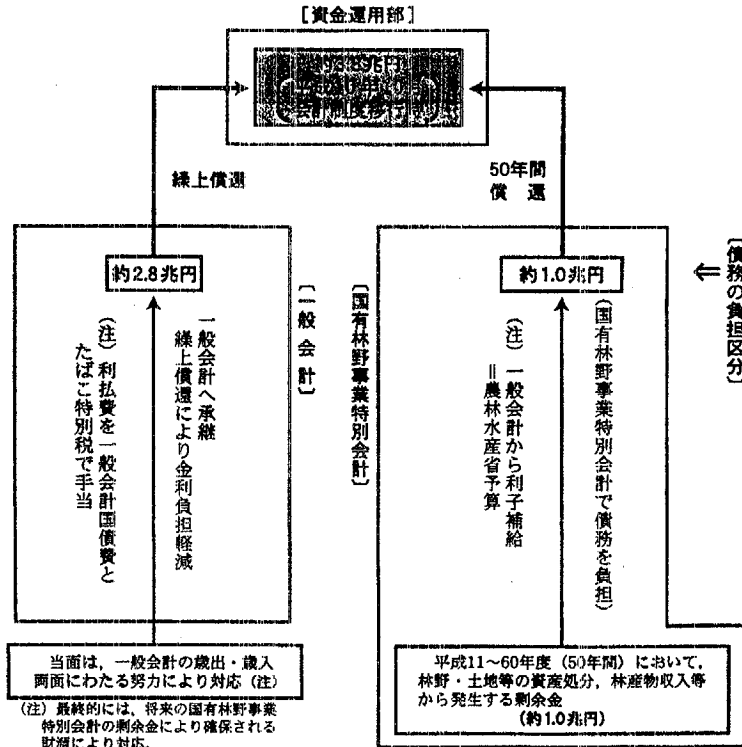 ［資金運用部］
繰上償還
50年間
償 還
約2.8兆円
約1.0兆円
〔債務の負担区分〕
⇐
〔国有林野事業特別会計〕
〔一般会計〕
（国有林野事業特別会計で債務を負担）
（注）一般会計から利子補給
＝農林水産省予算
一般会計へ承継
繰上償還により金利負担軽減
（注）利払費を一般会計国債費と
たばこ特別税で手当
当面は，一般会計の歳出・歳入
両面にわたる努力により対応（注）
（注）最終的には，将来の国有林野事業
特別会計の剰余金により確保される
財源により対応．
平成11～60年度（50年間）において，
林野・土地等の資産処分，林産物収入等
から発生する剰余金
（約1.0兆円）